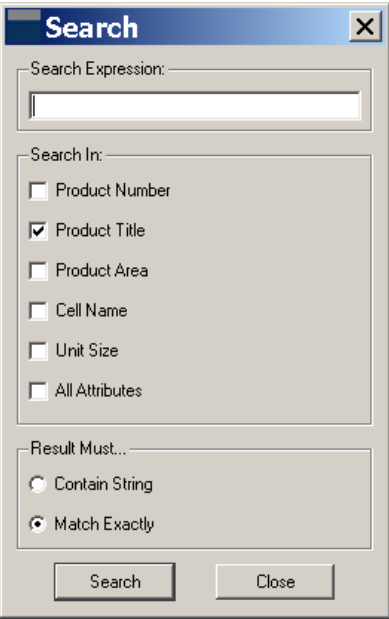 Search
Search Expression:
Search In:
Product Number
Product Title
Product Area
Cell Name
Unit Size
All Attributes
Result Must...
Contain String
Match Exactly
Search Close